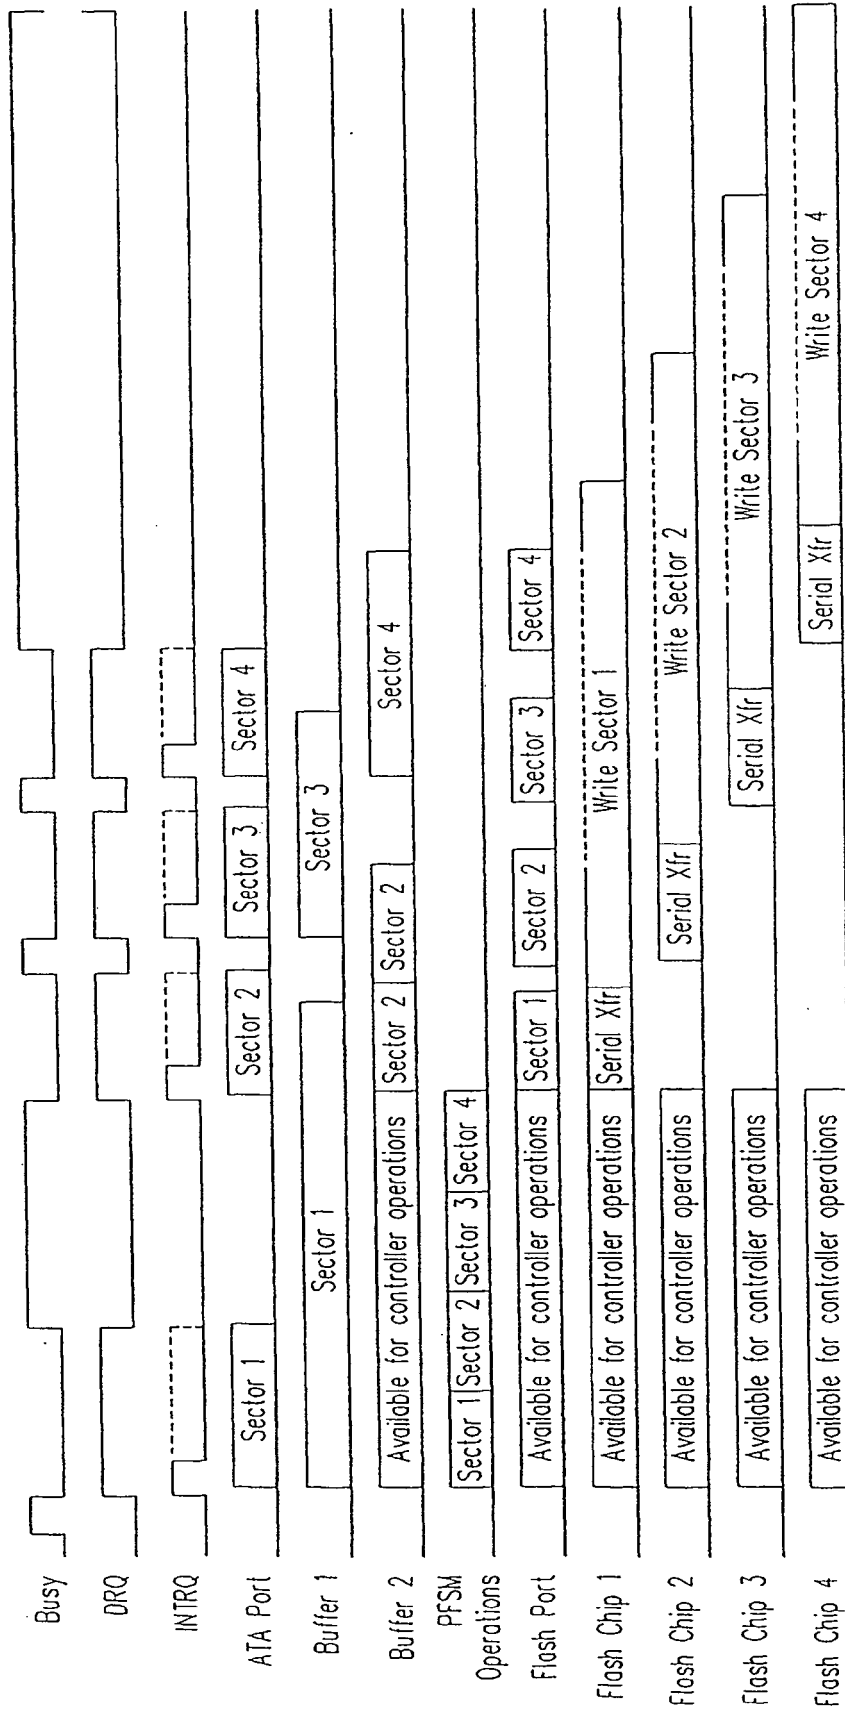 Busy
DRQ
INTRQ
ATA Port
Sector 1
Sector 2
Sector 3
Sector 4
Buffer 1
Sector 1
Sector 3
Buffer 2
Available for controller operations
Sector 2
Sector 2
Sector 4
PFSM
Operations
Sector 1
Sector 2
Sector 3
Sector 4
Flash Port
Available for controller operations
Sector 1
Sector 2
Sector 3
Sector 4
Flash Chip 1
Available for controller operations
Serial Xfr
Write Sector 1
Flash Chip 2
Available for controller operations
Serial Xfr
Write Sector 2
Flash Chip 3
Available for controller operations
Serial Xfr
Write Sector 3
Flash Chip 4
Available for controller operations
Serial Xfr
Write Sector 4